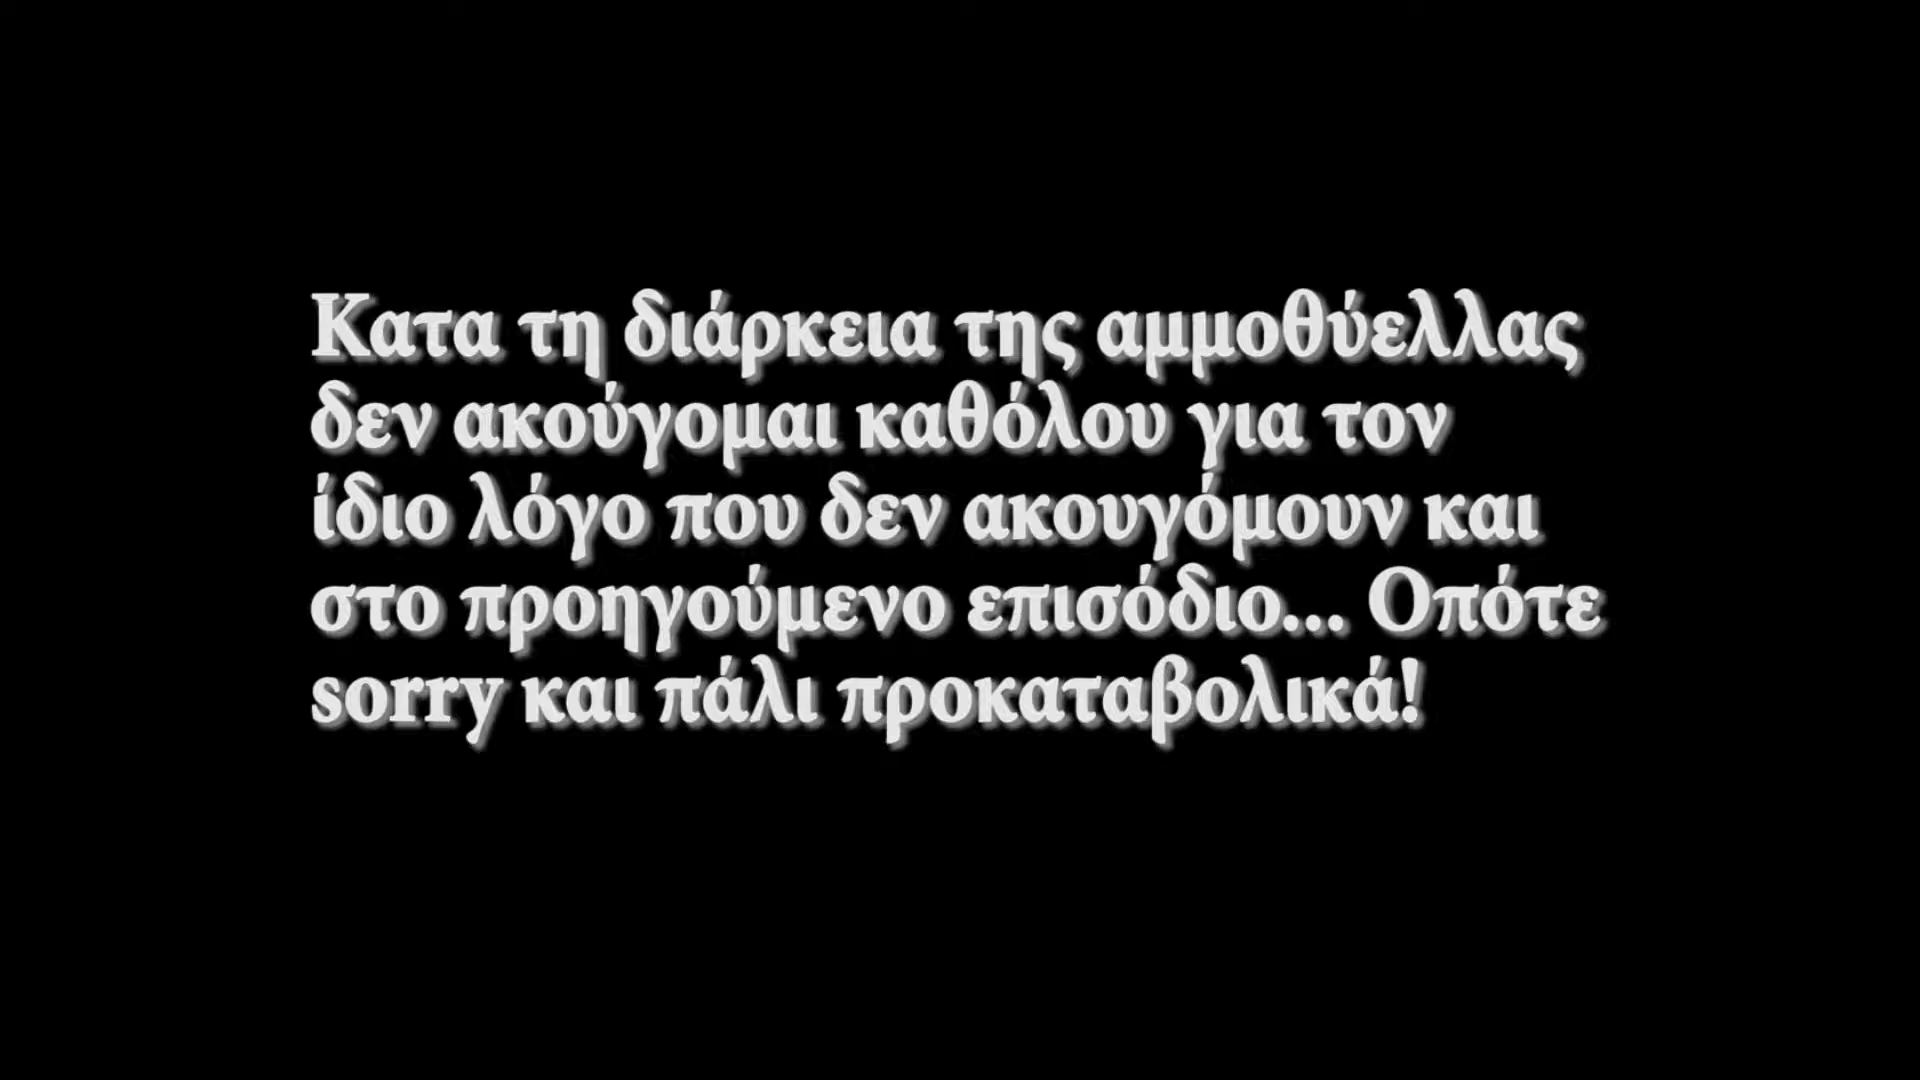 Κατα τη διάρκεια της αμμοθύελλας
δεν ακούγομαι καθόλου για τον
ίδιο λόγο που δεν ακουγόμουν και
στο προηγούμενο επισόδιο... Οπότε
sorry και πάλι προκαταβολικά!